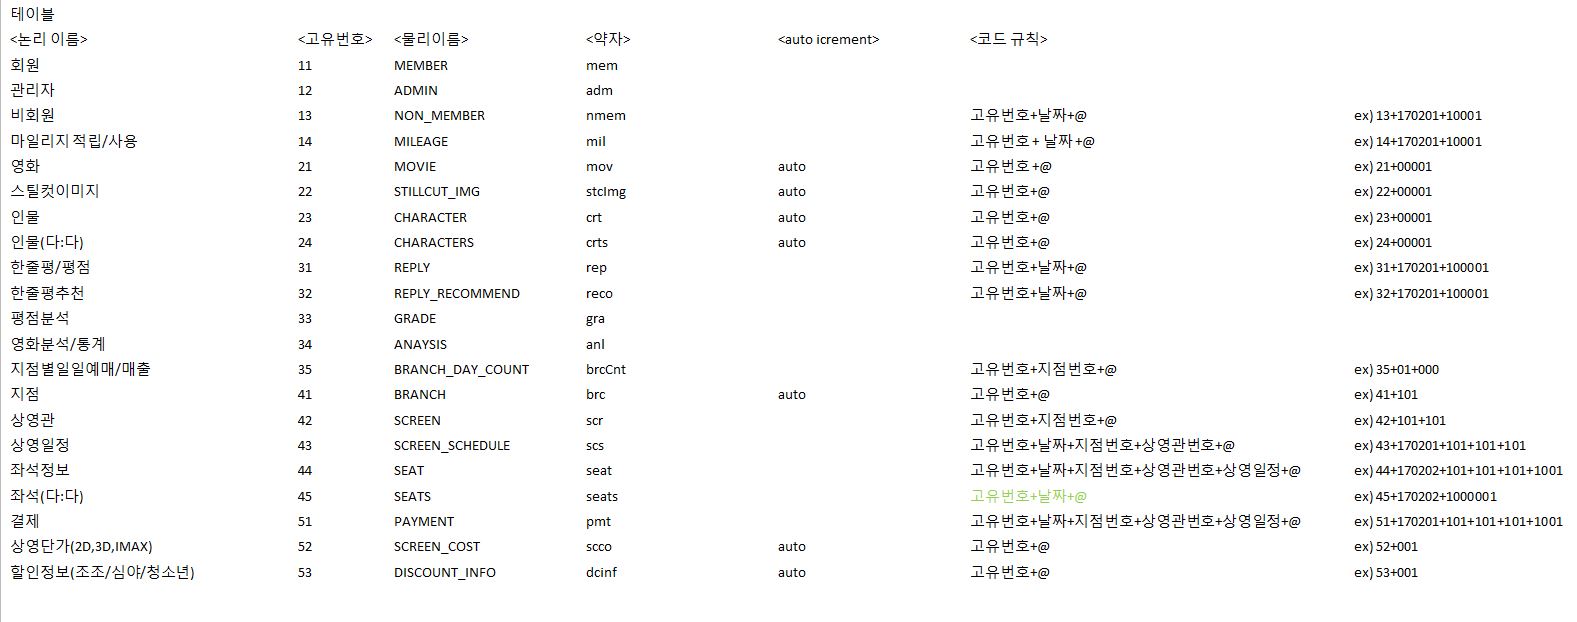 테이블
<논리 이름> <고유번호> <물리이름> <약자> <auto icrement> <코드 규칙>
회원 11 MEMBER mem
관리자 12 ADMIN adm
비회원 13 NON_MEMBER nmem 고유번호+날짜+@ ex) 13+170201+10001
마일리지 적립/사용 14 MILEAGE mil 고유번호 + 날짜 +@ ex) 14+170201+10001
영화 21 MOVIE mov auto 고유번호 +@ ex) 21+00001
스틸컷이미지 22 STILLCUT_IMG stcImg auto 고유번호+@ ex) 22+00001
인물 23 CHARACTER crt auto 고유번호+@ ex) 23+00001
인물(다:다) 24 CHARACTERS crts auto 고유번호+@ ex) 24+00001
한줄평/평점 31 REPLY rep 고유번호+날짜+@ ex) 31+170201+100001
한줄평추천 32 REPLY_RECOMMEND reco 고유번호+날짜+@ ex) 32+170201+100001
평점분석 33 GRADE gra
영화분석/통계 34 ANAYSIS anl
지점별일일예매/매출 35 BRANCH_DAY_COUNT brcCnt 고유번호+지점번호+@ ex) 35+01+000
지점 41 BRANCH brc auto 고유번호+@ ex) 41+101
상영관 42 SCREEN scr 고유번호+지점번호+@ ex) 42+101+101
상영일정 43 SCREEN_SCHEDULE scs 고유번호+날짜+지점번호+상영관번호+@ ex) 43+170201+101+101+101
좌석정보 44 SEAT seat 고유번호+날짜+지점번호+상영관번호+상영일정+@ ex) 44+170202+101+101+101+1001
좌석(다:다) 45 SEATS seats 고유번호+날짜+@ ex) 45+170202+1000001
결제 51 PAYMENT pmt 고유번호+날짜+지점번호+상영관번호+상영일정+@ ex) 51+170201+101+101+101+1001
상영단가(2D,3D,IMAX) 52 SCREEN_COST scco auto 고유번호+@ ex) 52+001
할인정보(조조/심야/청소년) 53 DISCOUNT_INFO dcinf auto 고유번호+@ ex) 53+001